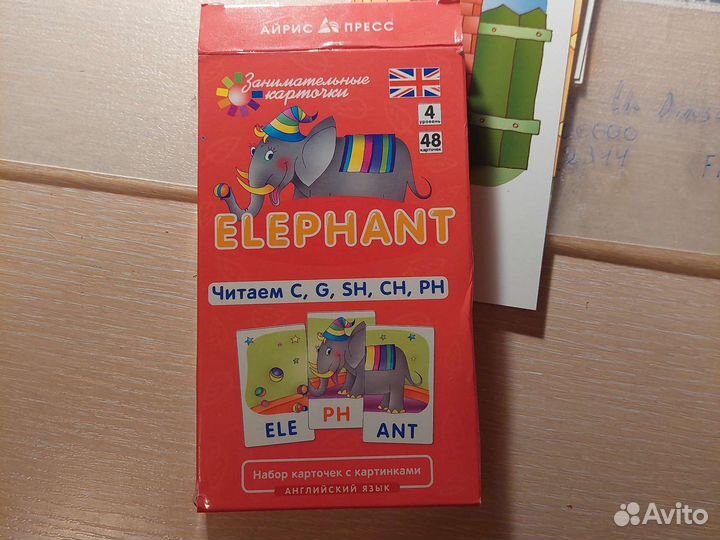 АЙРИС ПРЕСС
Занимательные
карточки
4
уровень
48
карточек
ELEPHANT
Читаем C, G, SH, CH, PH
ELE
PH
ANT
Набор карточек с картинками
АНГЛИЙСКИЙ ЯЗЫК
2314
Avito